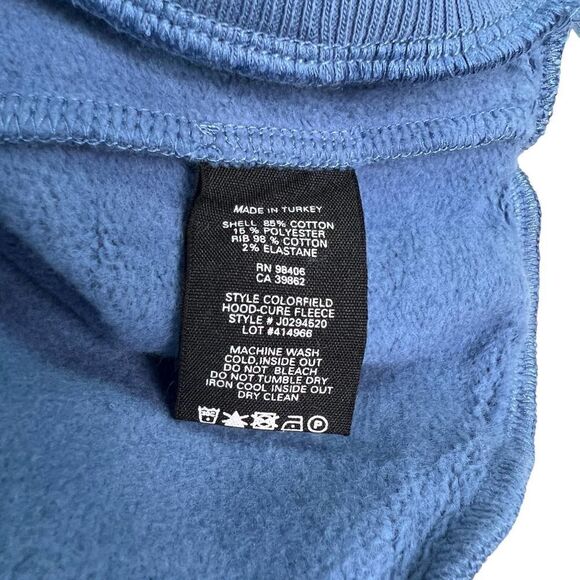 MADE IN TURKEY
SHELL 85% COTTON
15 % POLYESTER
RIB 98 % COTTON
2% ELASTANE
RN 98406
CA 39862
STYLE COLORFIELD
HOOD-CURE FLEECE
STYLE # J0294520
LOT #414966
MACHINE WASH
COLD,INSIDE OUT
DO NOT BLEACH
DO NOT TUMBLE DRY
IRON COOL INSIDE OUT
DRY CLEAN
P